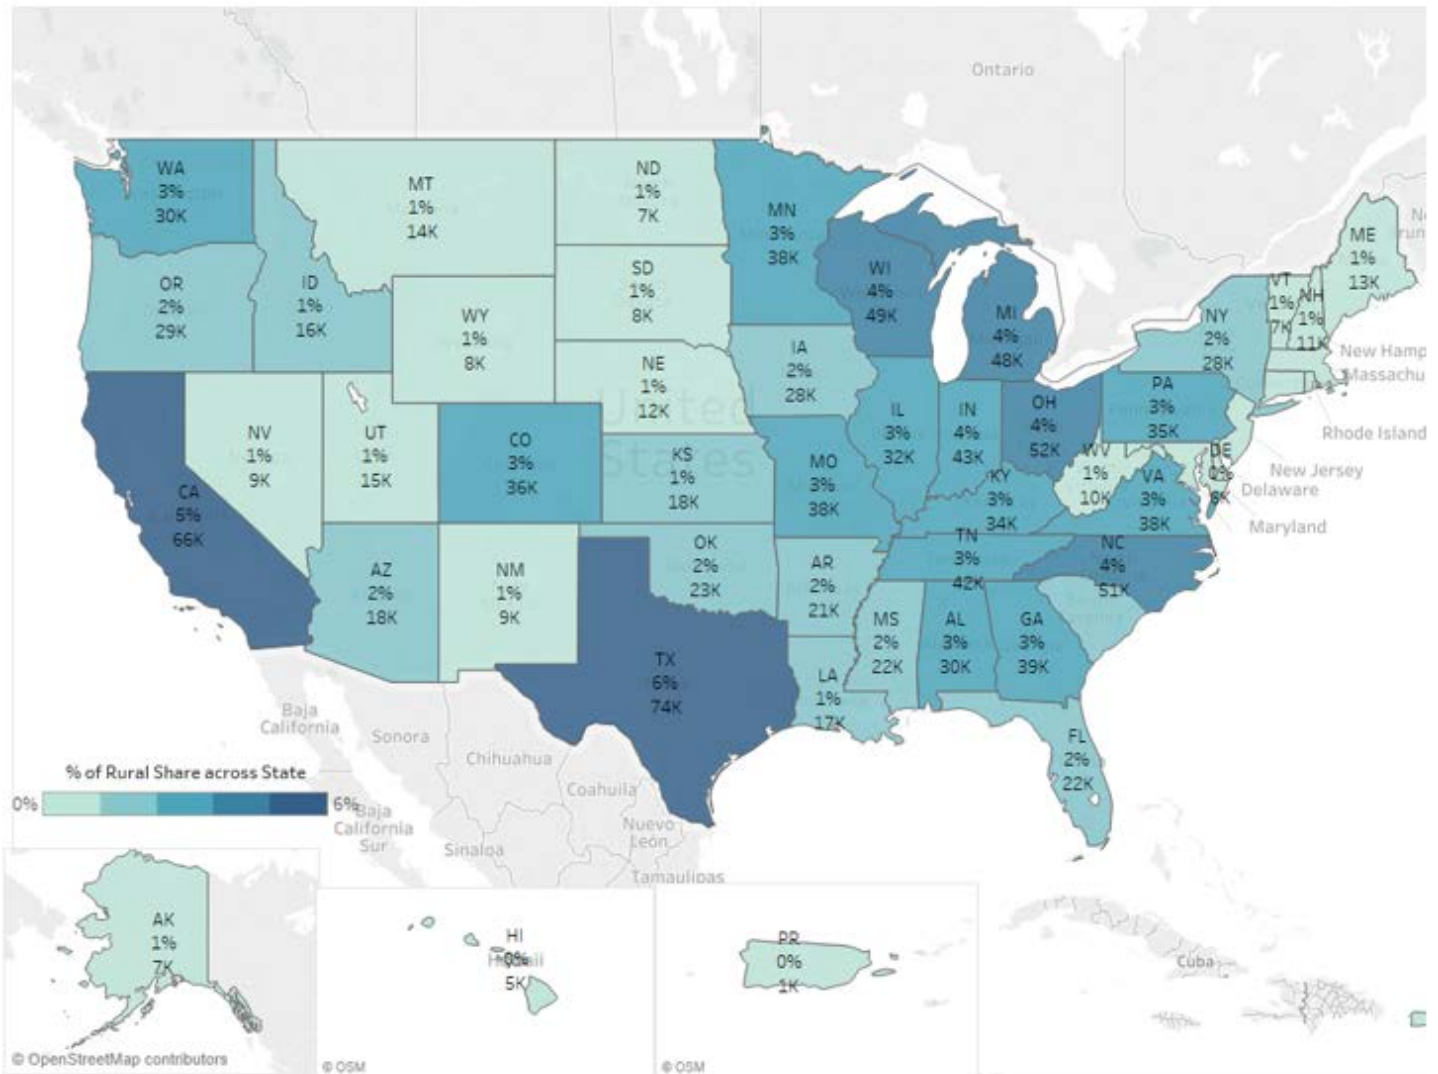 Ontario
WA
3%
30K
MT
1%
14K
ND
1%
7K
MN
3%
38K
ME
1%
13K
OR
2%
29K
ID
1%
16K
SD
1%
8K
WI
4%
49K
VT
1%
7K
NH
1%
11K
WY
1%
8K
MI
4%
48K
NY
2%
28K
IA
2%
28K
New Hamp
Massachu
NE
1%
12K
PA
3%
35K
United
States
OH
4%
52K
IL
3%
32K
IN
4%
43K
Rhode Island
NV
1%
9K
UT
1%
15K
CO
3%
36K
KS
1%
18K
MO
3%
38K
WV
1%
10K
DE
0%
New Jersey
Delaware
Maryland
CA
5%
66K
KY
3%
34K
VA
3%
38K
TN
3%
42K
NC
4%
51K
AZ
2%
18K
NM
1%
9K
OK
2%
23K
AR
2%
21K
MS
2%
22K
AL
3%
30K
GA
3%
39K
TX
6%
74K
LA
1%
17K
FL
2%
22K
Baja
California
Sonora
Chihuahua
Coahuila
Nuevo
León
Sinaloa
Tamaulipas
% of Rural Share across State
0%
6%
Baja
California
Sur
AK
1%
7K
HI
0%
5K
PR
0%
1K
Cuba
© OpenStreetMap contributors
© OSM
© OSM